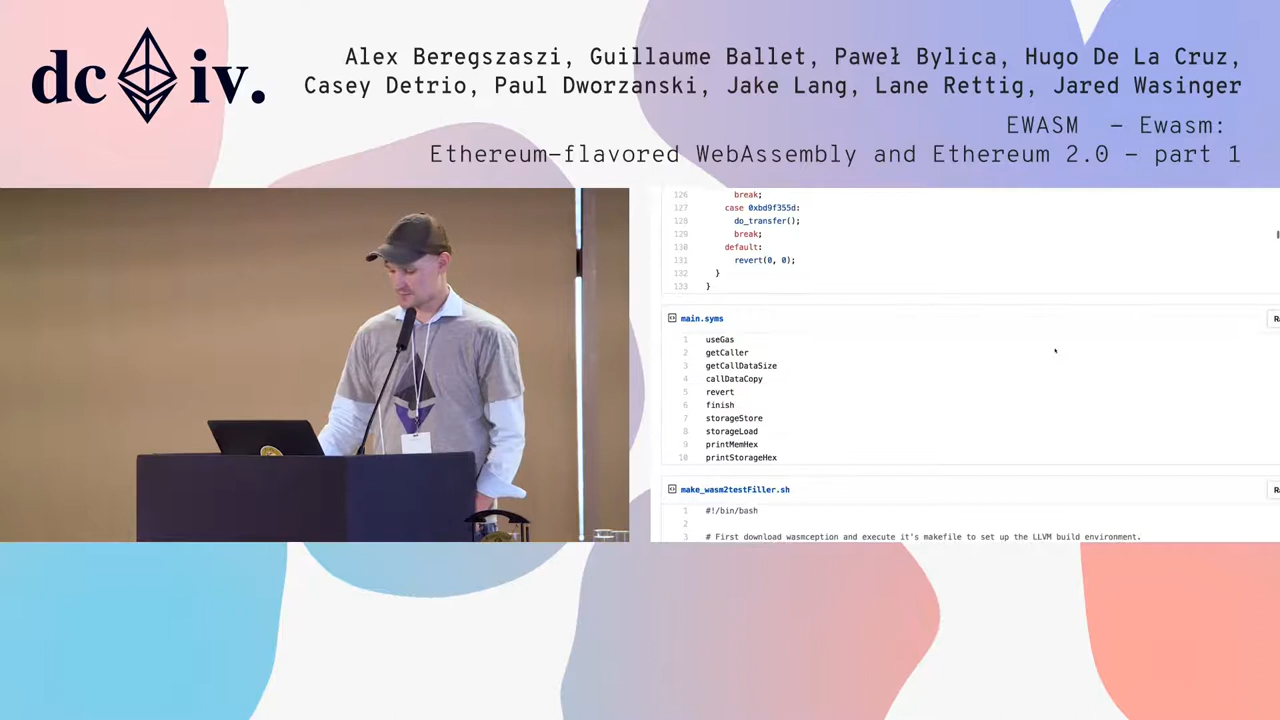 dc iv.
Alex Beregszaszi, Guillaume Ballet, Paweł Bylica, Hugo De La Cruz,
Casey Detrio, Paul Dworzanski, Jake Lang, Lane Rettig, Jared Wasinger
EWASM - Ewasm:
Ethereum-flavored WebAssembly and Ethereum 2.0 - part 1
126 break;
127 case 0xbd9f355d:
128 do_transfer();
129 break;
130 default:
131 revert(0, 0);
132 }
133 }
main.syms
Ra
1 useGas
2 getCaller
3 getCallDataSize
4 callDataCopy
5 revert
6 finish
7 storageStore
8 storageLoad
9 printMemHex
10 printStorageHex
make_wasm2testFiller.sh
Ra
1 #!/bin/bash
2
3 # First download wasmception and execute it's makefile to set up the LLVM build environment.